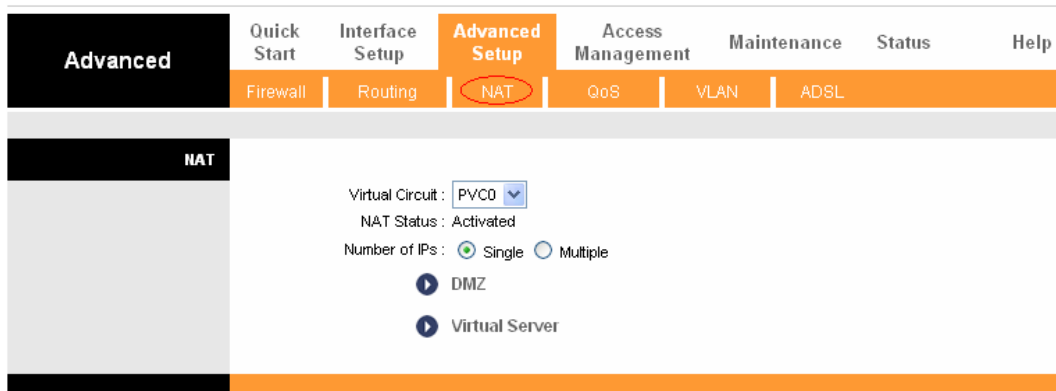 Advanced
Quick Start
Interface Setup
Advanced Setup
Access Management
Maintenance
Status
Help
Firewall
Routing
NAT
QoS
VLAN
ADSL
NAT
Virtual Circuit : PVC0
NAT Status : Activated
Number of IPs : Single Multiple
DMZ
Virtual Server